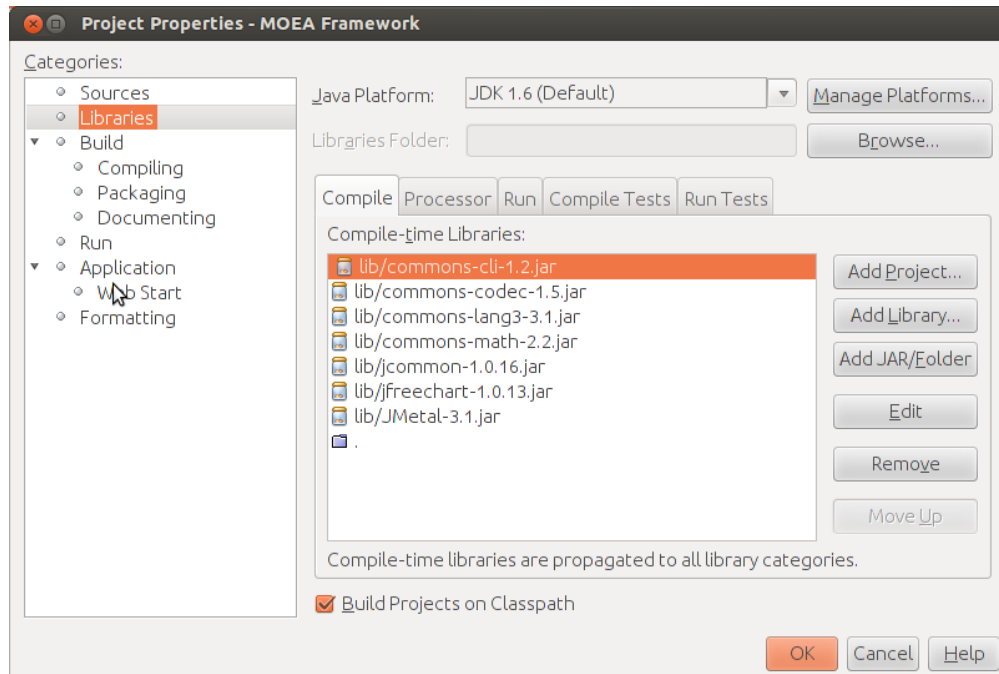 Project Properties - MOEA Framework
Categories:
Sources
Libraries
Build
Compiling
Packaging
Documenting
Run
Application
Web Start
Formatting
Java Platform:
JDK 1.6 (Default)
Manage Platforms...
Libraries Folder:
Browse...
Compile
Processor
Run
Compile Tests
Run Tests
Compile-time Libraries:
lib/commons-cli-1.2.jar
lib/commons-codec-1.5.jar
lib/commons-lang3-3.1.jar
lib/commons-math-2.2.jar
lib/jcommon-1.0.16.jar
lib/jfreechart-1.0.13.jar
lib/JMetal-3.1.jar
.
Add Project...
Add Library...
Add JAR/Folder
Edit
Remove
Move Up
Compile-time libraries are propagated to all library categories.
Build Projects on Classpath
OK
Cancel
Help